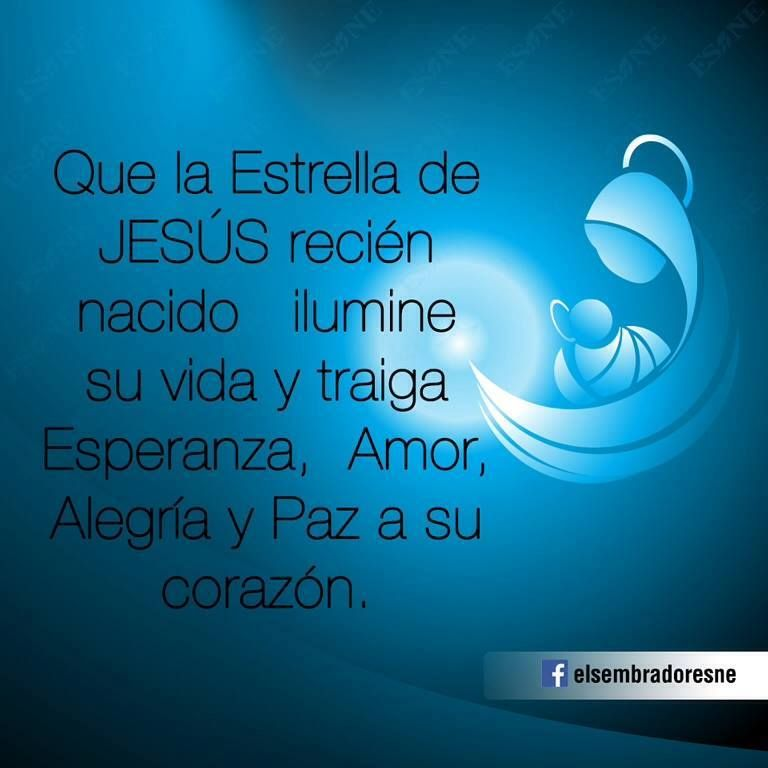 Que la Estrella de
JESÚS recién
nacido ilumine
su vida y traiga
Esperanza, Amor,
Alegría y Paz a su
corazón.
elsembradoresne